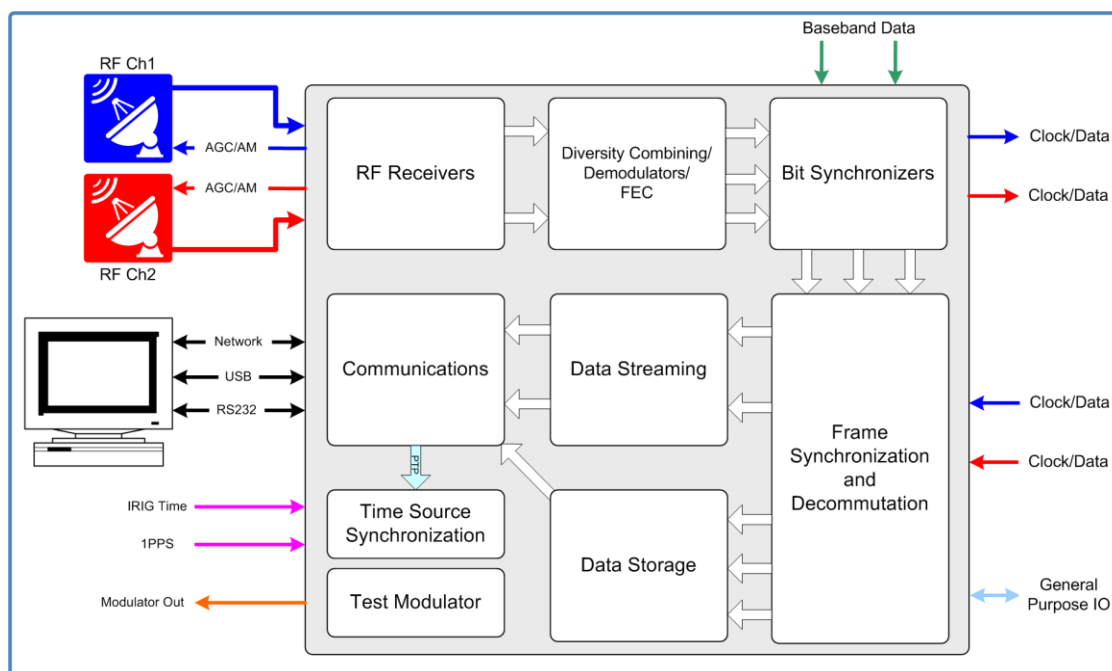 Baseband Data
RF Ch1
AGC/AM
AGC/AM
RF Ch2
RF Receivers
Diversity Combining/
Demodulators/
FEC
Bit Synchronizers
Clock/Data
Clock/Data
Network
USB
RS232
Communications
Data Streaming
Frame
Synchronization
and
Decommutation
Clock/Data
Clock/Data
PTP
IRIG Time
1PPS
Time Source
Synchronization
Data Storage
Modulator Out
Test Modulator
General
Purpose IO